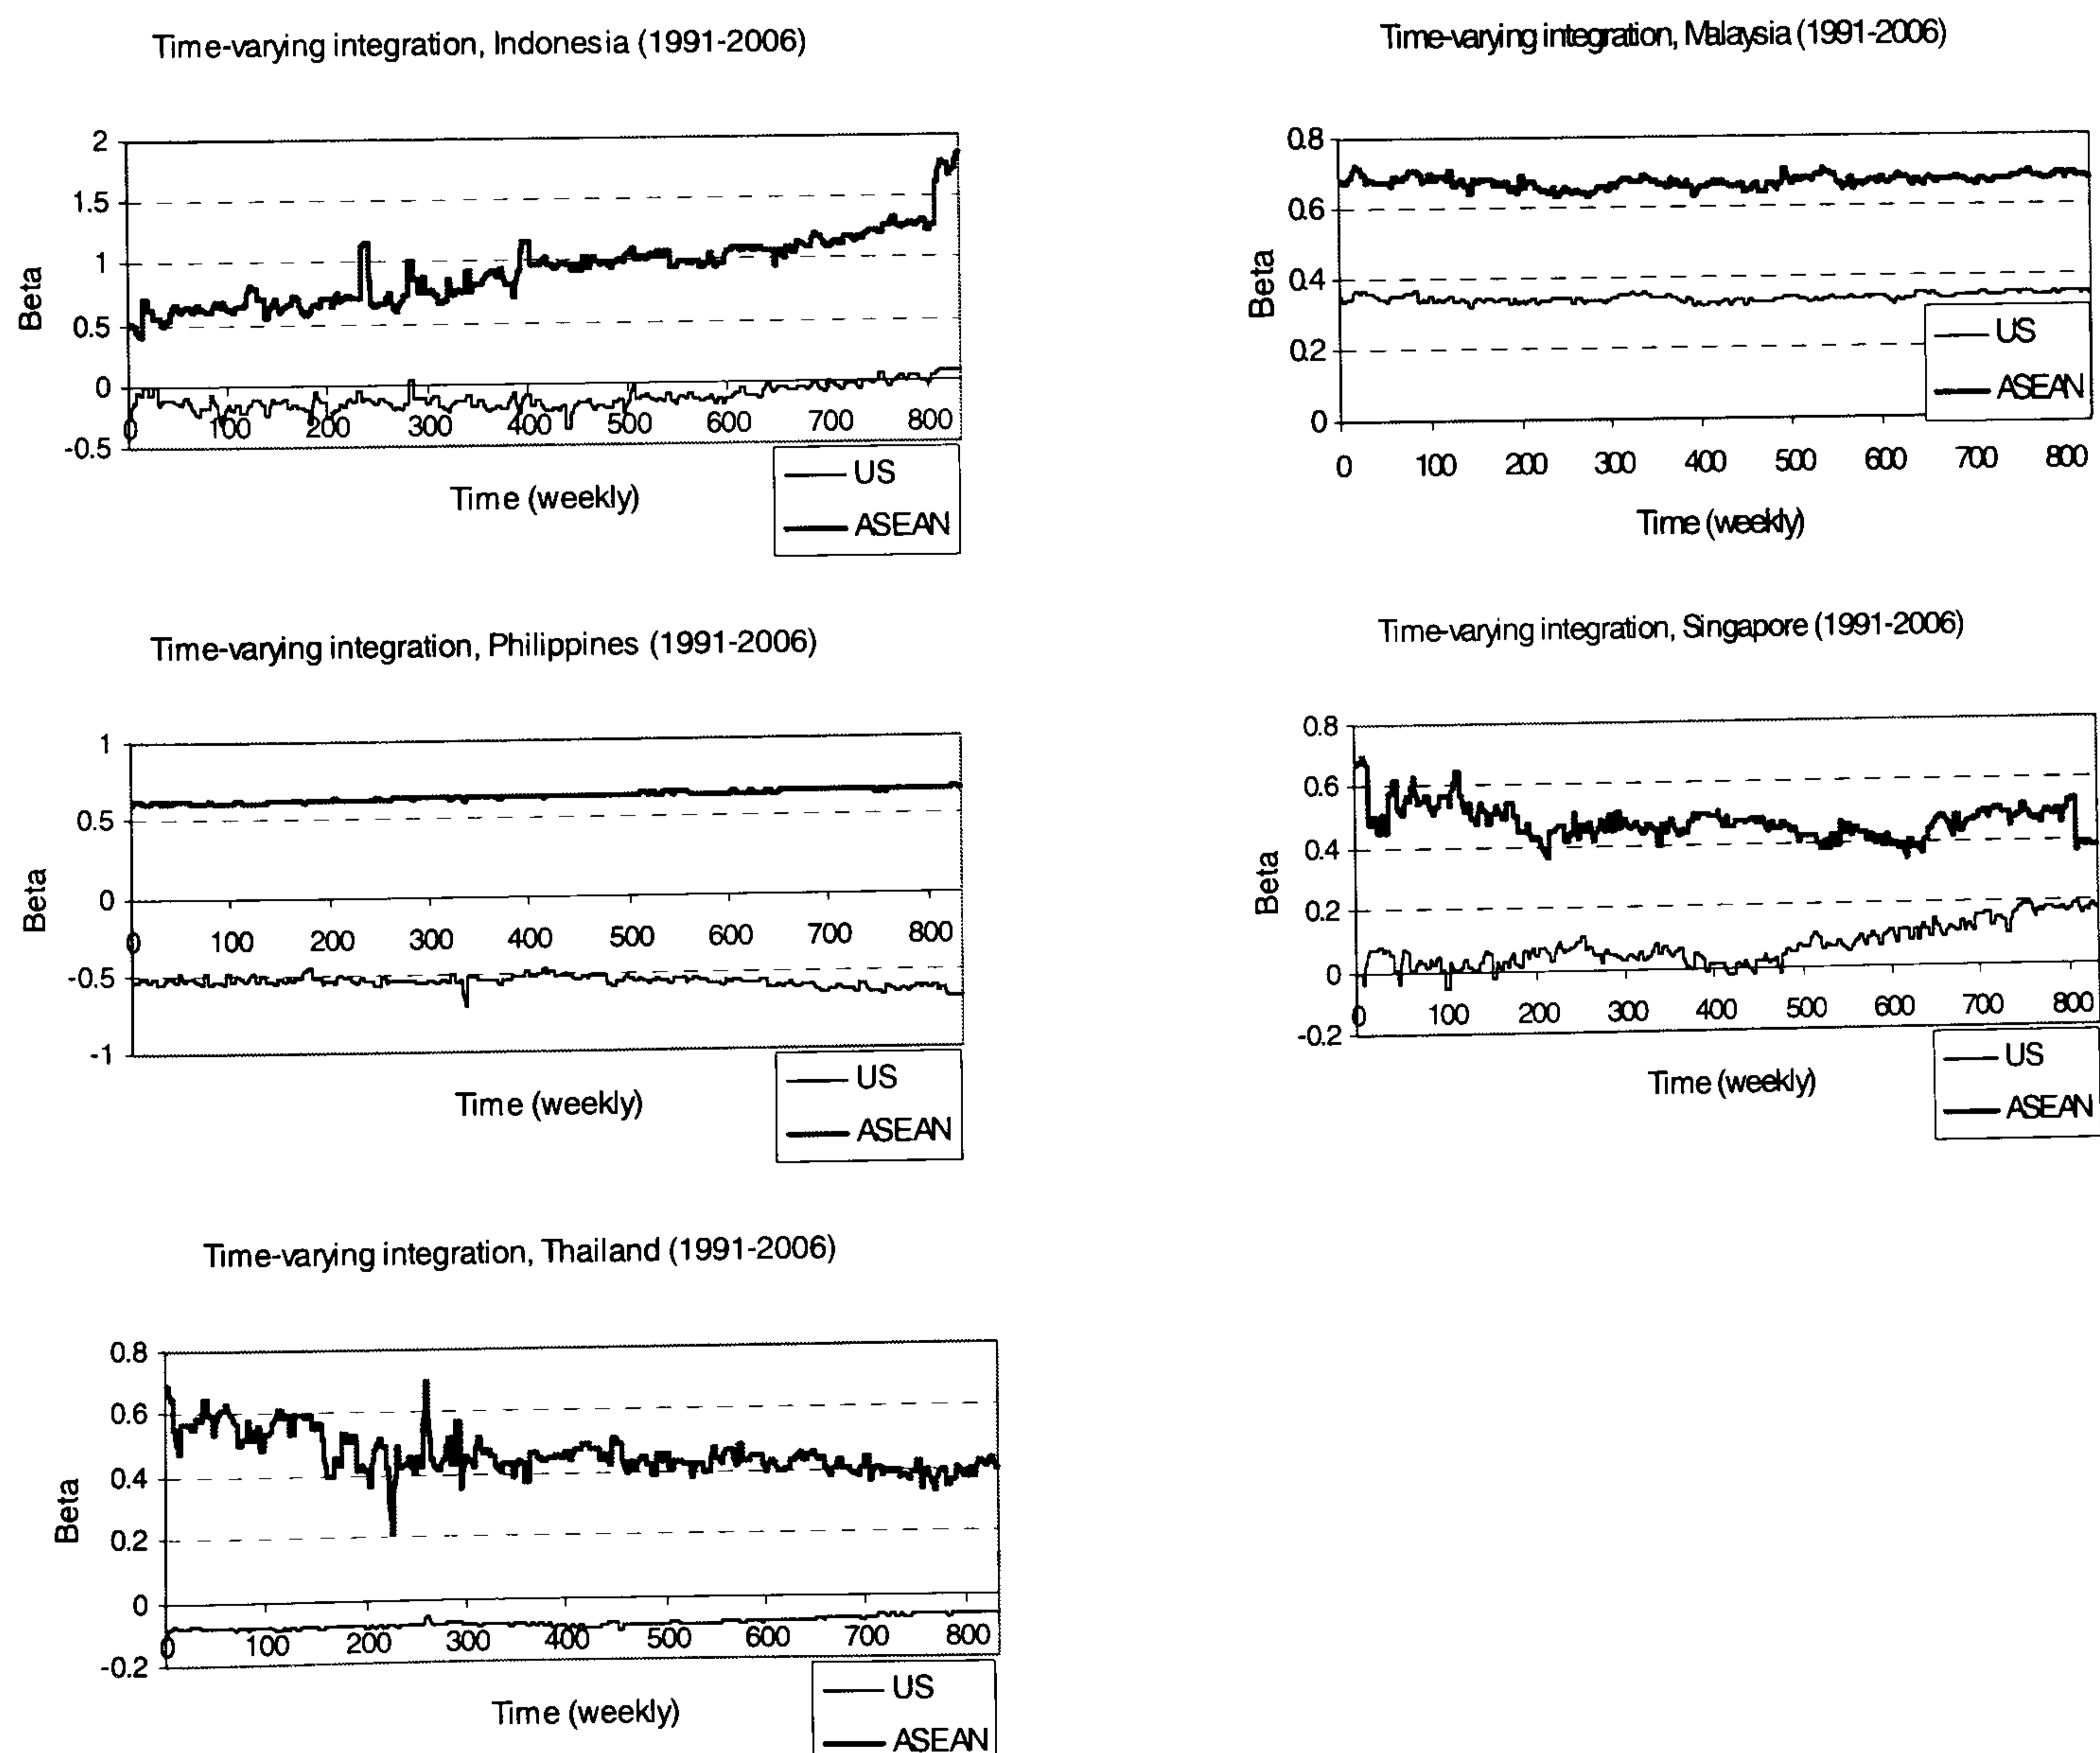 Time-varying integration, Indonesia (1991-2006)
2
1.5
1
0.5
0
-0.5
Beta
0 100 200 300 400 500 600 700 800
Time (weekly)
US
ASEAN
Time-varying integration, Malaysia (1991-2006)
0.8
0.6
0.4
0.2
0
Beta
0 100 200 300 400 500 600 700 800
Time (weekly)
US
ASEAN
Time-varying integration, Philippines (1991-2006)
1
0.5
0
-0.5
-1
Beta
0 100 200 300 400 500 600 700 800
Time (weekly)
US
ASEAN
Time-varying integration, Singapore (1991-2006)
0.8
0.6
0.4
0.2
0
-0.2
Beta
0 100 200 300 400 500 600 700 800
Time (weekly)
US
ASEAN
Time-varying integration, Thailand (1991-2006)
0.8
0.6
0.4
0.2
0
-0.2
Beta
0 100 200 300 400 500 600 700 800
Time (weekly)
US
ASEAN